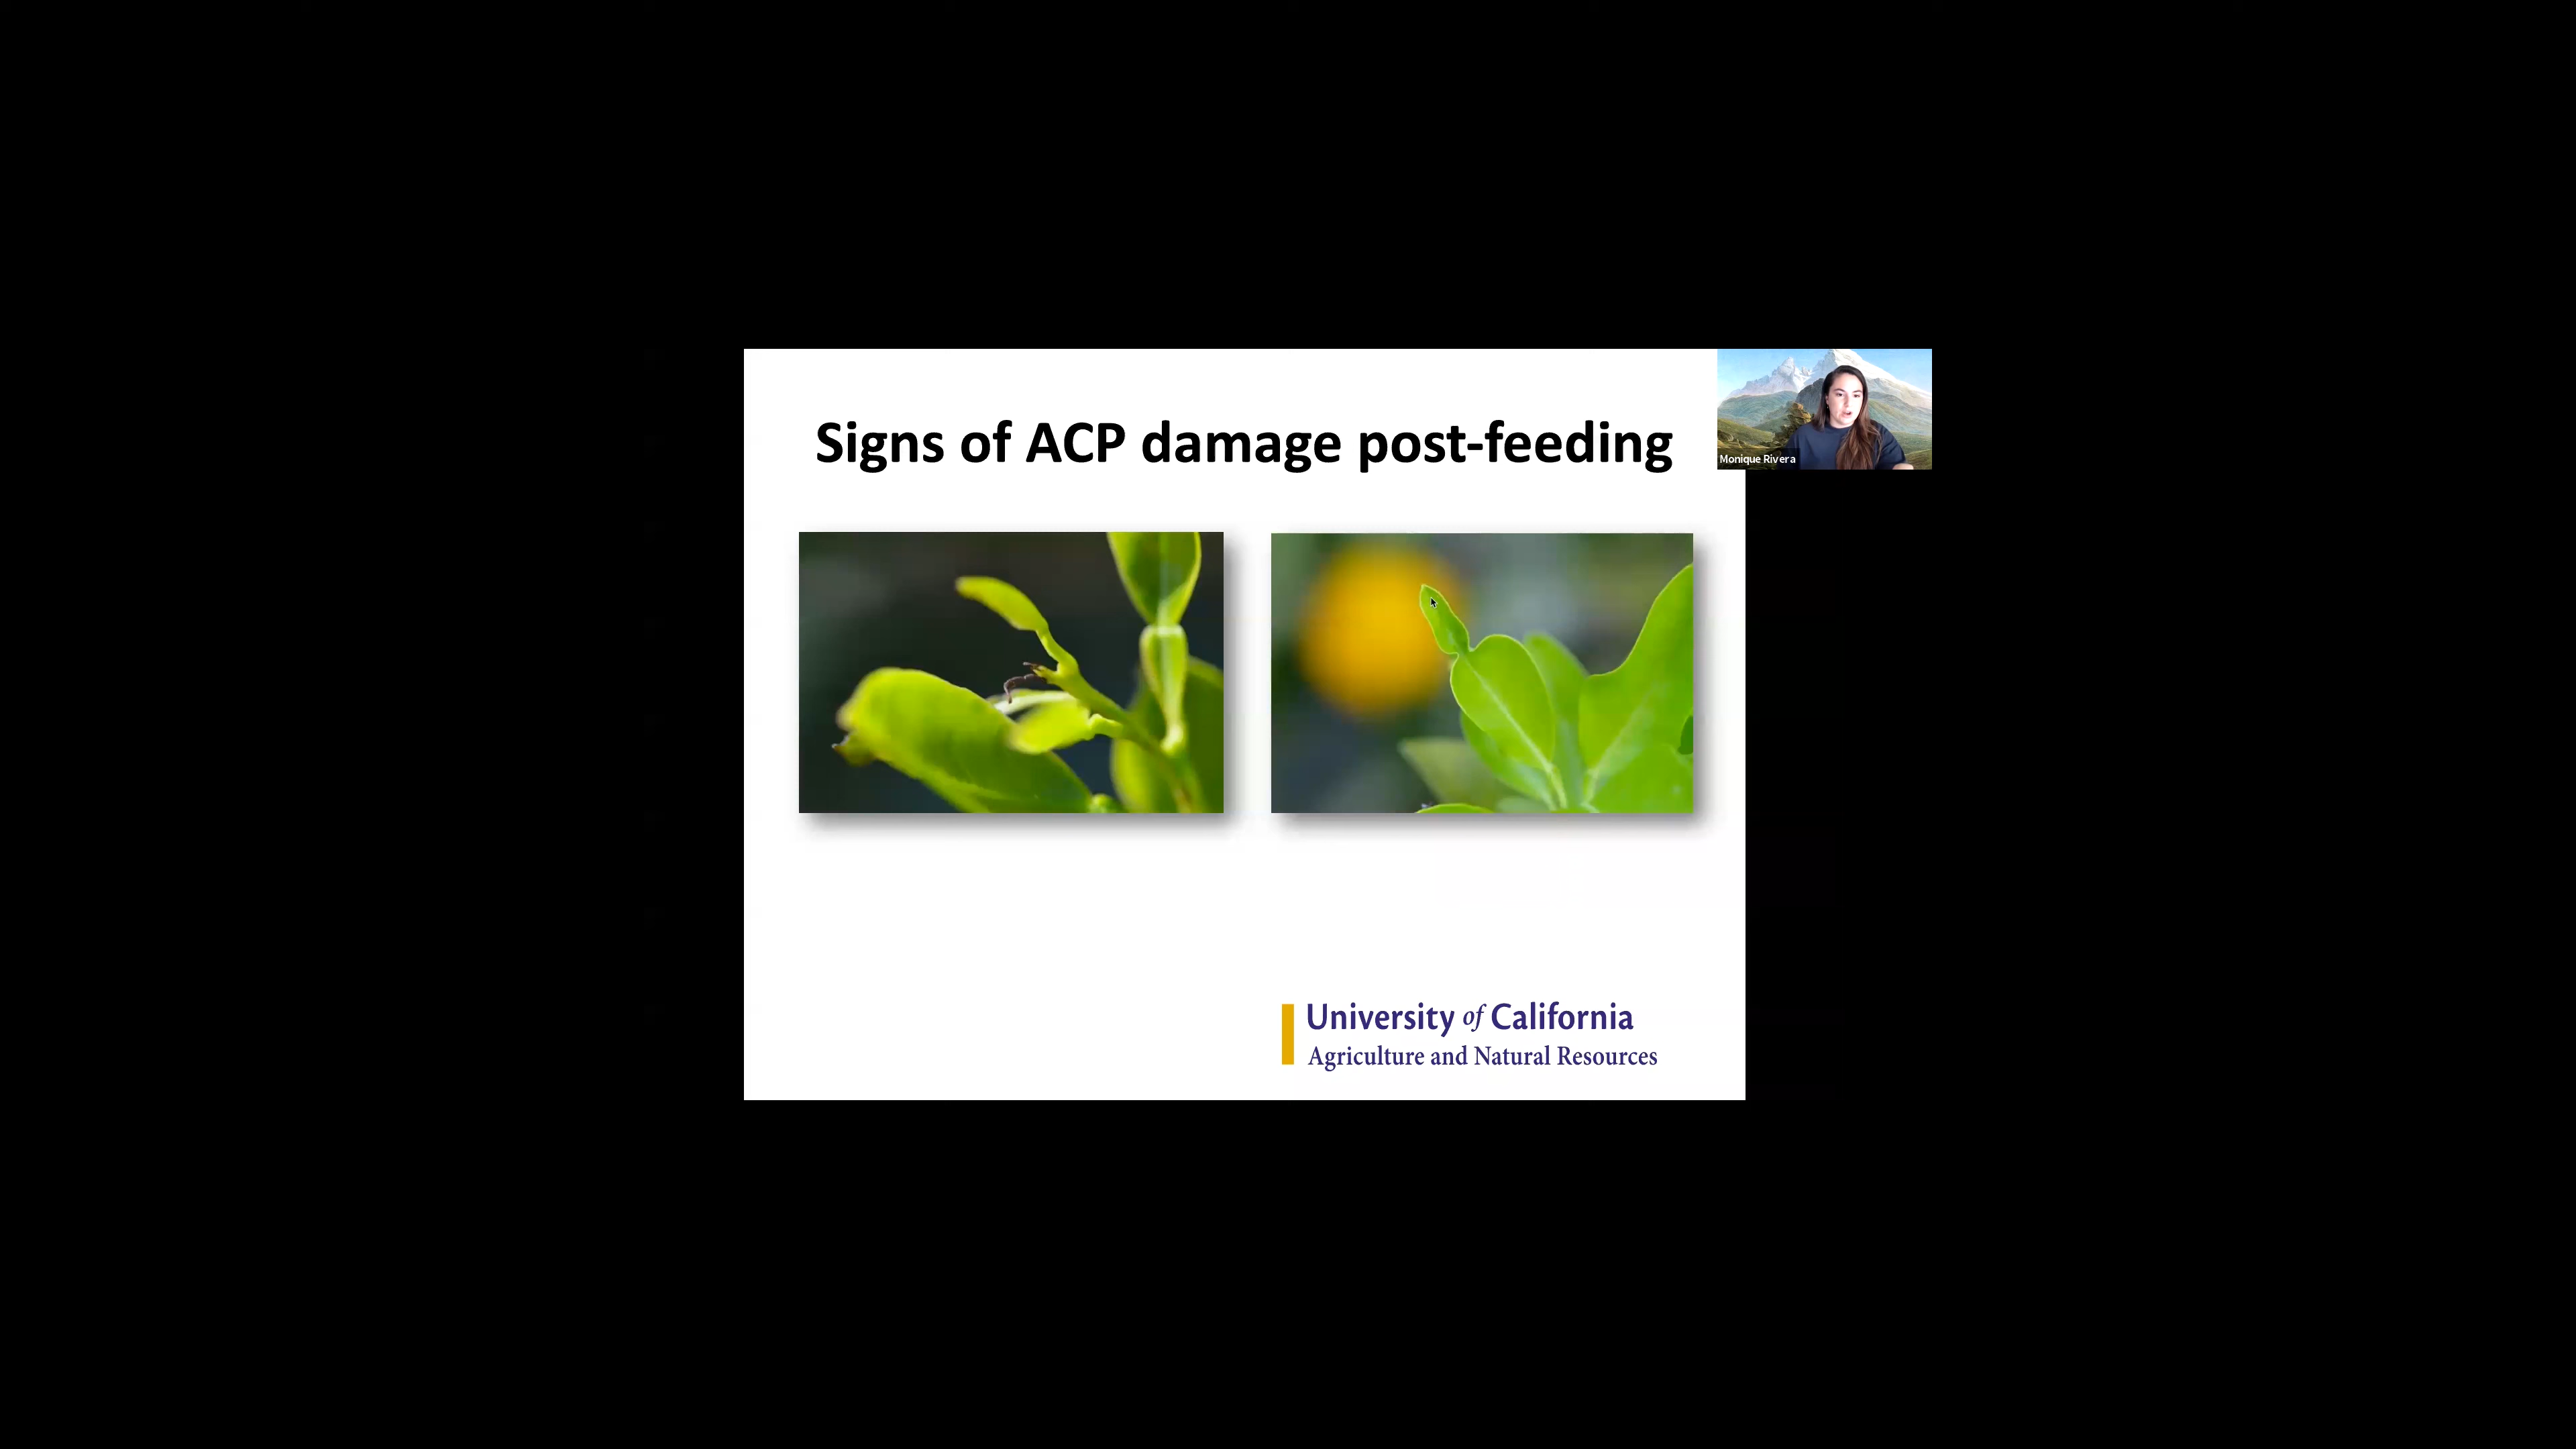 Signs of ACP damage post-feeding
Monique Rivera
University of California
Agriculture and Natural Resources